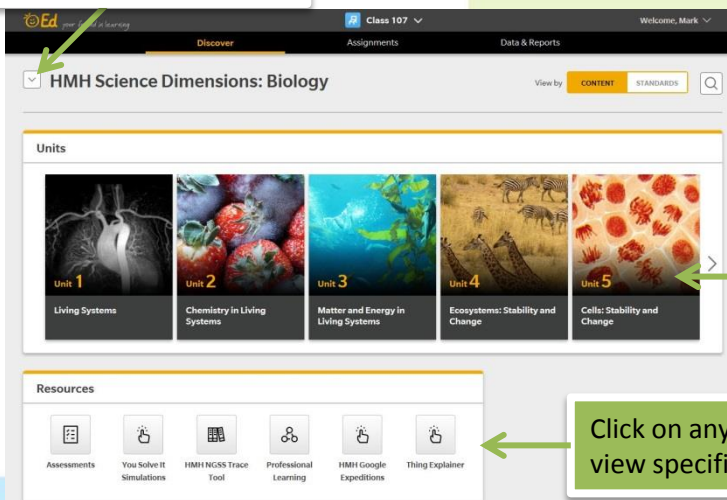 Ed your friend in learning
Class 107
Welcome, Mark
Discover
Assignments
Data & Reports
HMH Science Dimensions: Biology
View by
CONTENT
STANDARDS
Units
Unit 1
Living Systems
Unit 2
Chemistry in Living
Systems
Unit 3
Matter and Energy in
Living Systems
Unit 4
Ecosystems: Stability and
Change
Unit 5
Cells: Stability and
Change
Resources
Assessments
You Solve It
Simulations
HMH NGSS Trace
Tool
Professional
Learning
HMH Google
Expeditions
Thing Explainer
Click on any
view specifi